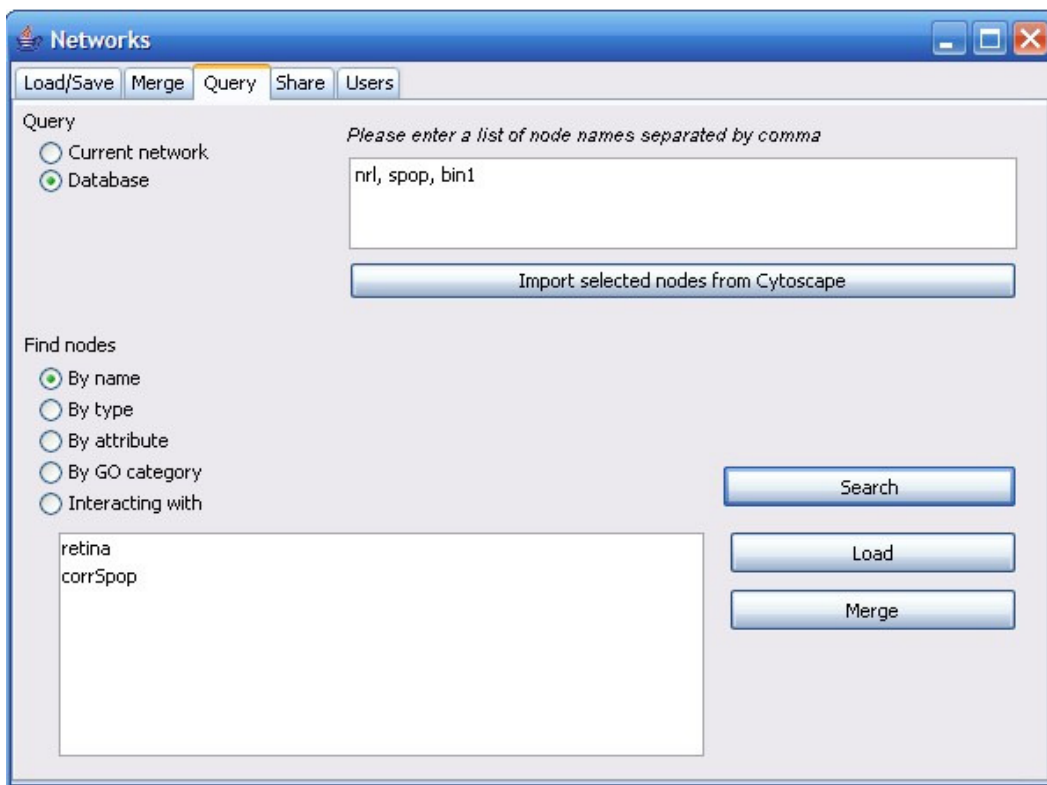 Networks
Load/Save Merge Query Share Users
Query
Current network
Database
Please enter a list of node names separated by comma
nrl, spop, bin1
Import selected nodes from Cytoscape
Find nodes
By name
By type
By attribute
By GO category
Interacting with
Search
Load
Merge
retina
corrSpop